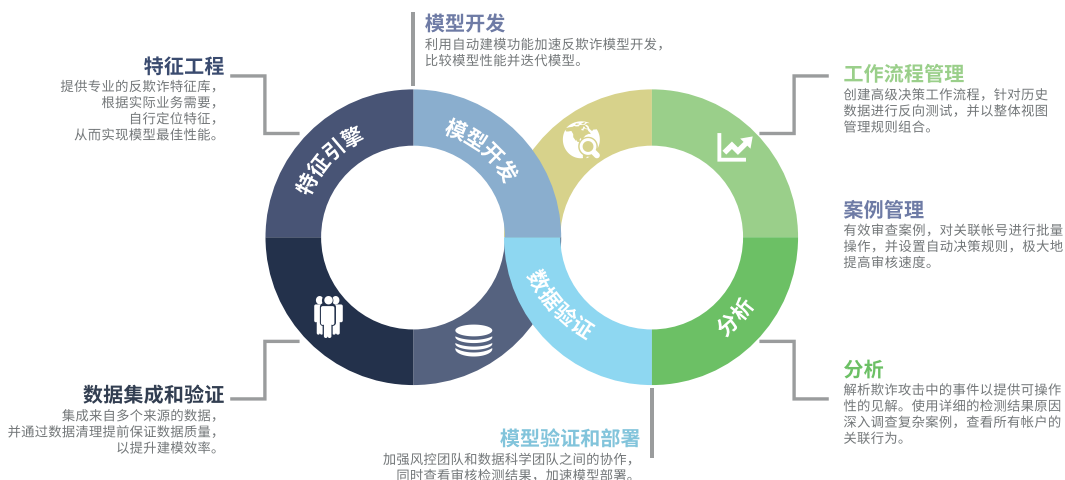 模型开发
利用自动建模功能加速反欺诈模型开发，
比较模型性能并迭代模型。
特征工程
提供专业的反欺诈特征库，
根据实际业务需要，
自行定位特征，
从而实现模型最佳性能。
工作流程管理
创建高级决策工作流程，针对历史
数据进行反向测试，并以整体视图
管理规则组合。
特征引擎
模型开发
案例管理
有效审查案例，对关联帐号进行批量
操作，并设置自动决策规则，极大地
提高审核速度。
数据验证
分析
分析
解析欺诈攻击中的事件以提供可操作
性的见解。使用详细的检测结果原因
深入调查复杂案例，查看所有帐户的
关联行为。
数据集成和验证
集成来自多个来源的数据，
并通过数据清理提前保证数据质量，
以提升建模效率。
模型验证和部署
加强风控团队和数据科学团队之间的协作，
同时查看审核检测结果，加速模型部署。